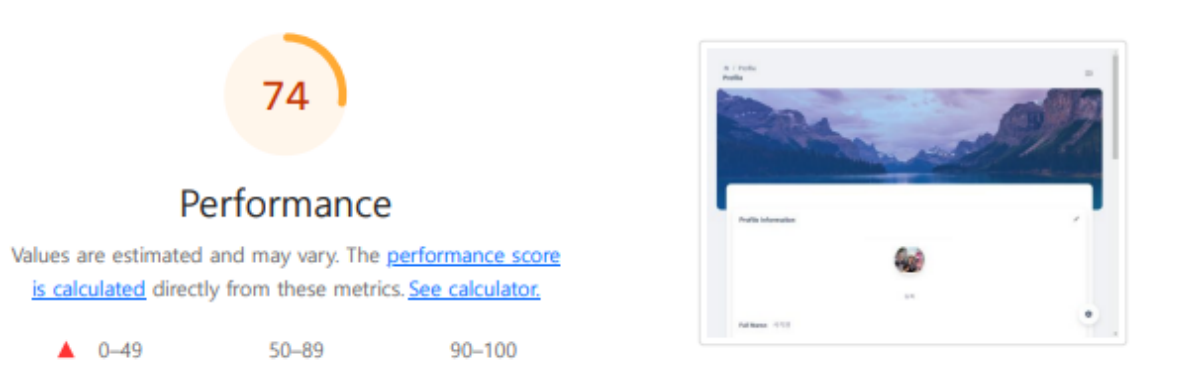 74
Performance
Values are estimated and may vary. The performance score
is calculated directly from these metrics. See calculator.
0–49 50–89 90–100
/ Profile
Profile
Profile Information
Full Name